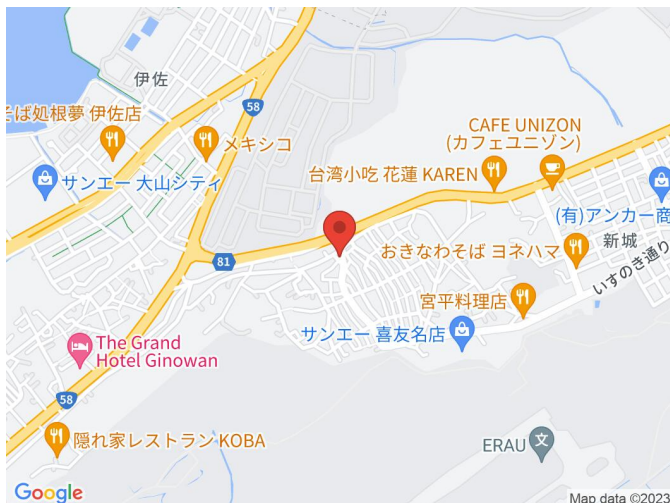 伊佐
58
そば処根夢 伊佐店
メキシコ
CAFE UNIZON
(カフェユニゾン)
サンエー 大山シティ
台湾小吃 花蓮 KAREN
(有)アンカー商
新城
おきなわそば ヨネハマ
81
いすのき通り
宮平料理店
サンエー 喜友名店
The Grand
Hotel Ginowan
58
隠れ家レストラン KOBA
ERAU
文
Google
Map data ©2023